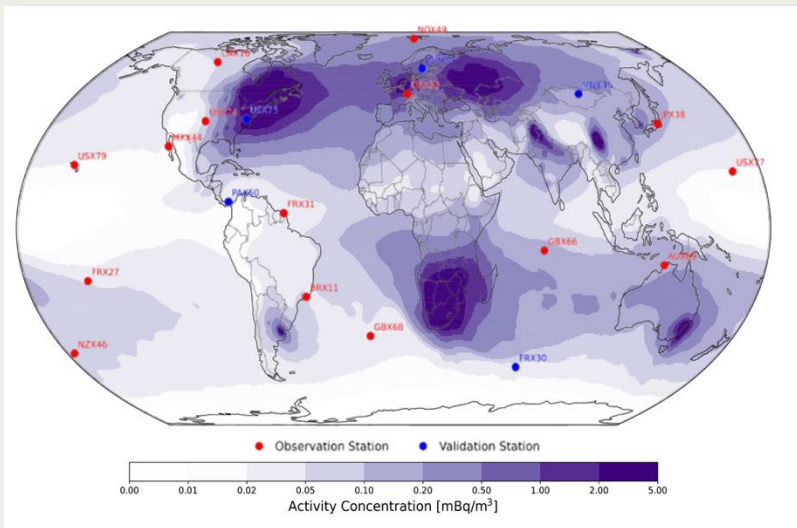 NOX49
USX75
JPX38
MXX44
USX79
USX77
PAX50
FRX31
GBX66
AUX09
FRX27
BRX11
GBX68
NZX46
FRX30
Observation Station
Validation Station
0.00 0.01 0.02 0.05 0.10 0.20 0.50 1.00 2.00 5.00
Activity Concentration [mBq/m³]